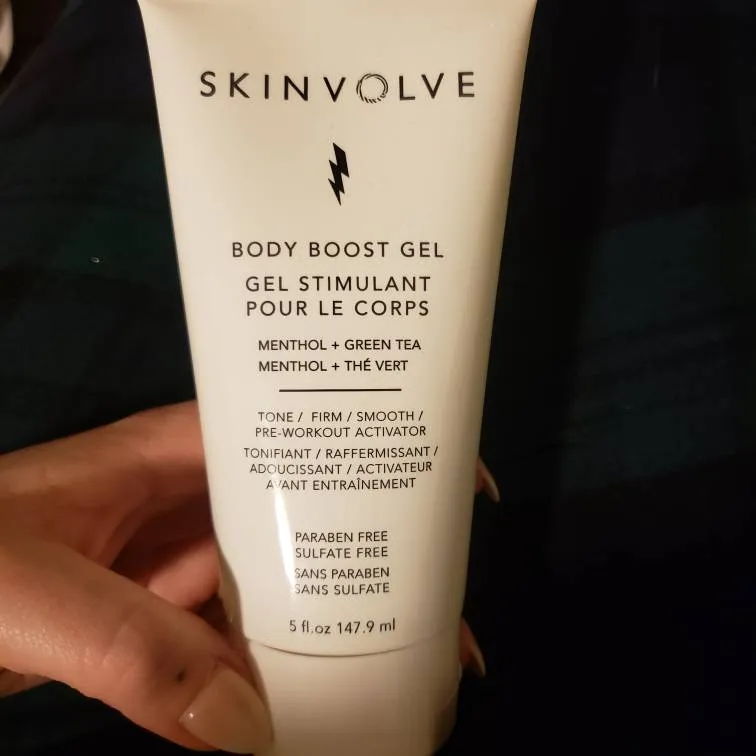 SKINVOLVE
BODY BOOST GEL
GEL STIMULANT
POUR LE CORPS
MENTHOL + GREEN TEA
MENTHOL + THÉ VERT
TONE / FIRM / SMOOTH /
PRE-WORKOUT ACTIVATOR
TONIFIANT / RAFFERMISSANT /
ADOUCISSANT / ACTIVATEUR
AVANT ENTRAÎNEMENT
PARABEN FREE
SULFATE FREE
SANS PARABEN
SANS SULFATE
5 fl.oz 147.9 ml